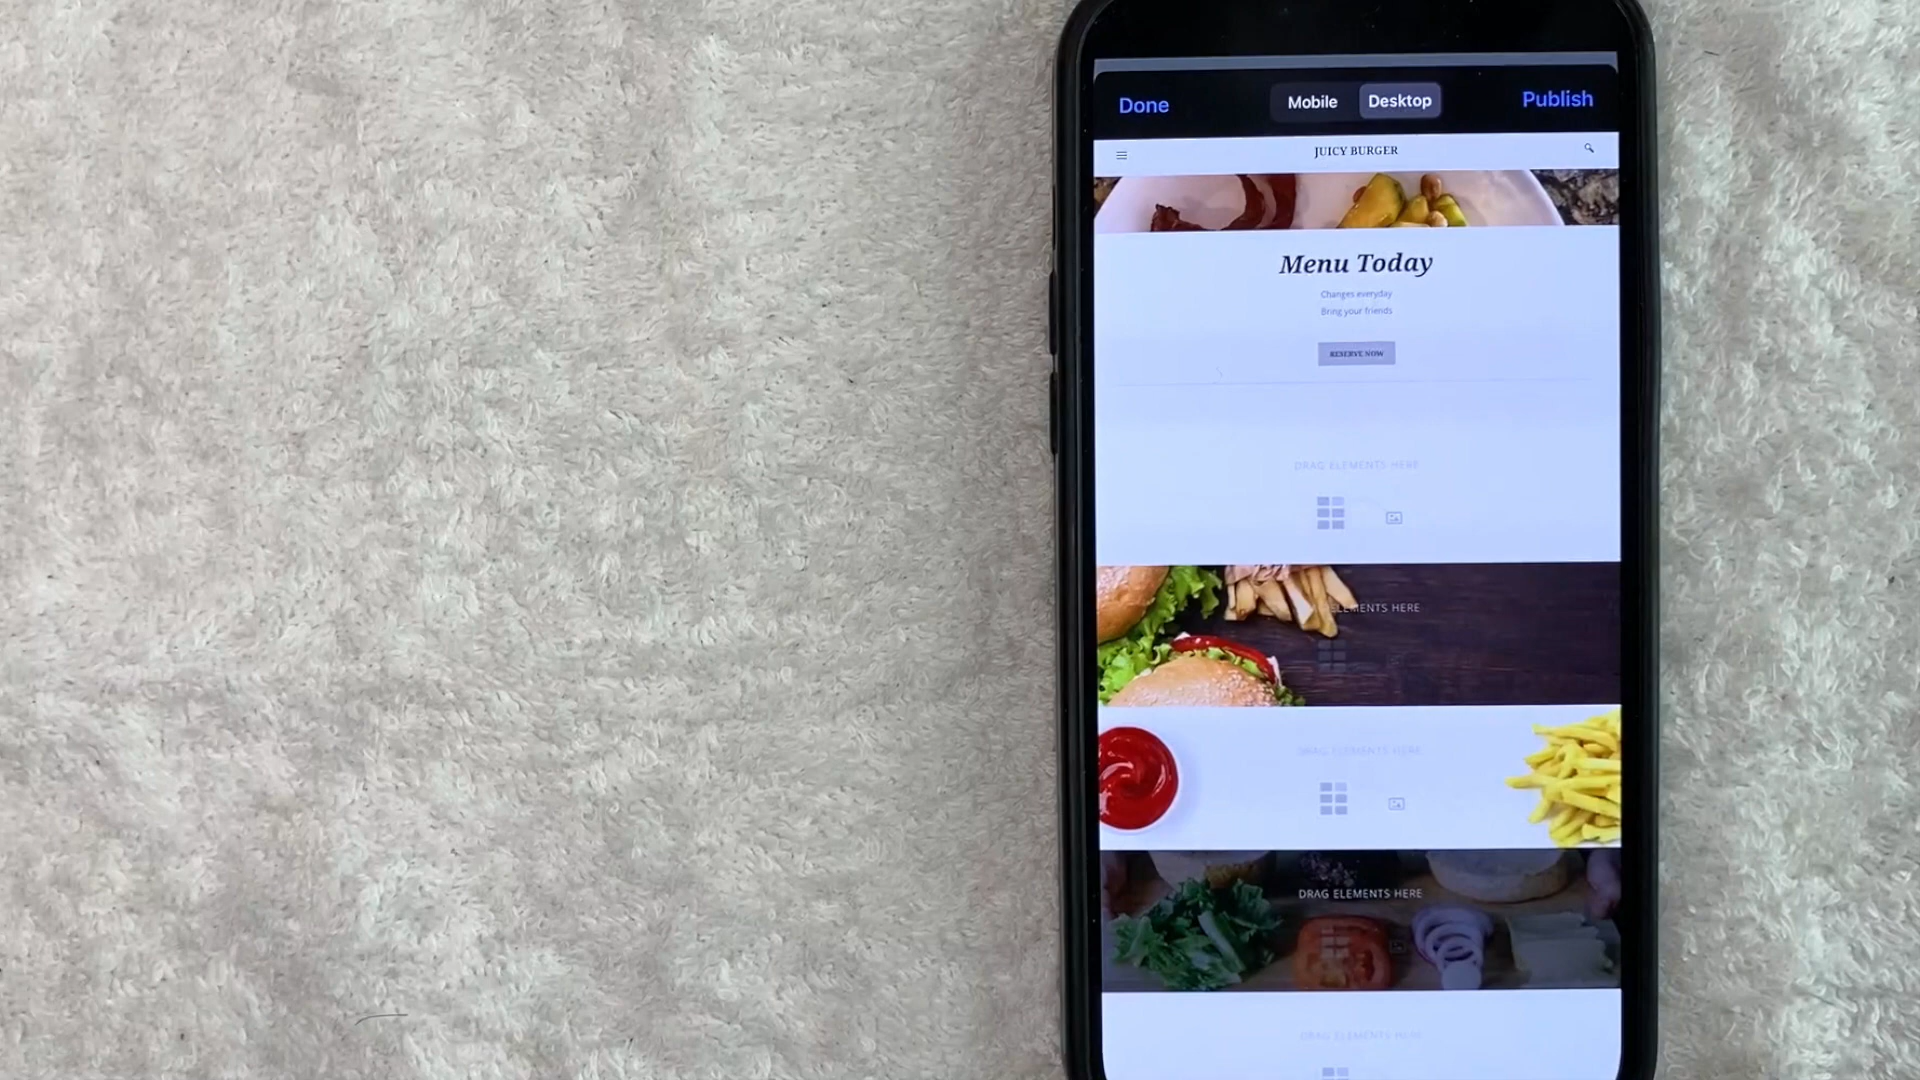 Done
Mobile
Desktop
Publish
JUICY BURGER
Menu Today
Changes everyday
Bring your friends
RESERVE NOW
DRAG ELEMENTS HERE
ELEMENTS HERE
DRAG ELEMENTS HERE
DRAG ELEMENTS HERE
DRAG ELEMENTS HERE